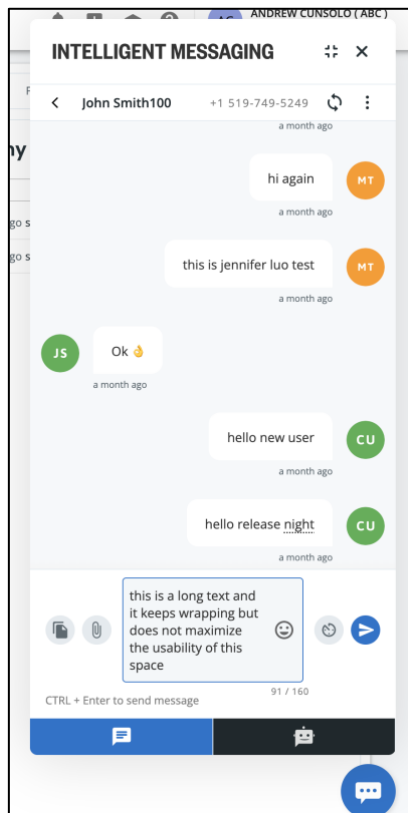 ANDREW CONSOLO ( ABC )
INTELLIGENT MESSAGING
John Smith100
+1 519-749-5249
a month ago
hi again
MT
a month ago
this is jennifer luo test
MT
a month ago
JS
Ok 👌
a month ago
hello new user
CU
a month ago
hello release night
CU
a month ago
this is a long text and
it keeps wrapping but
does not maximize
the usability of this
space
91 / 160
CTRL + Enter to send message